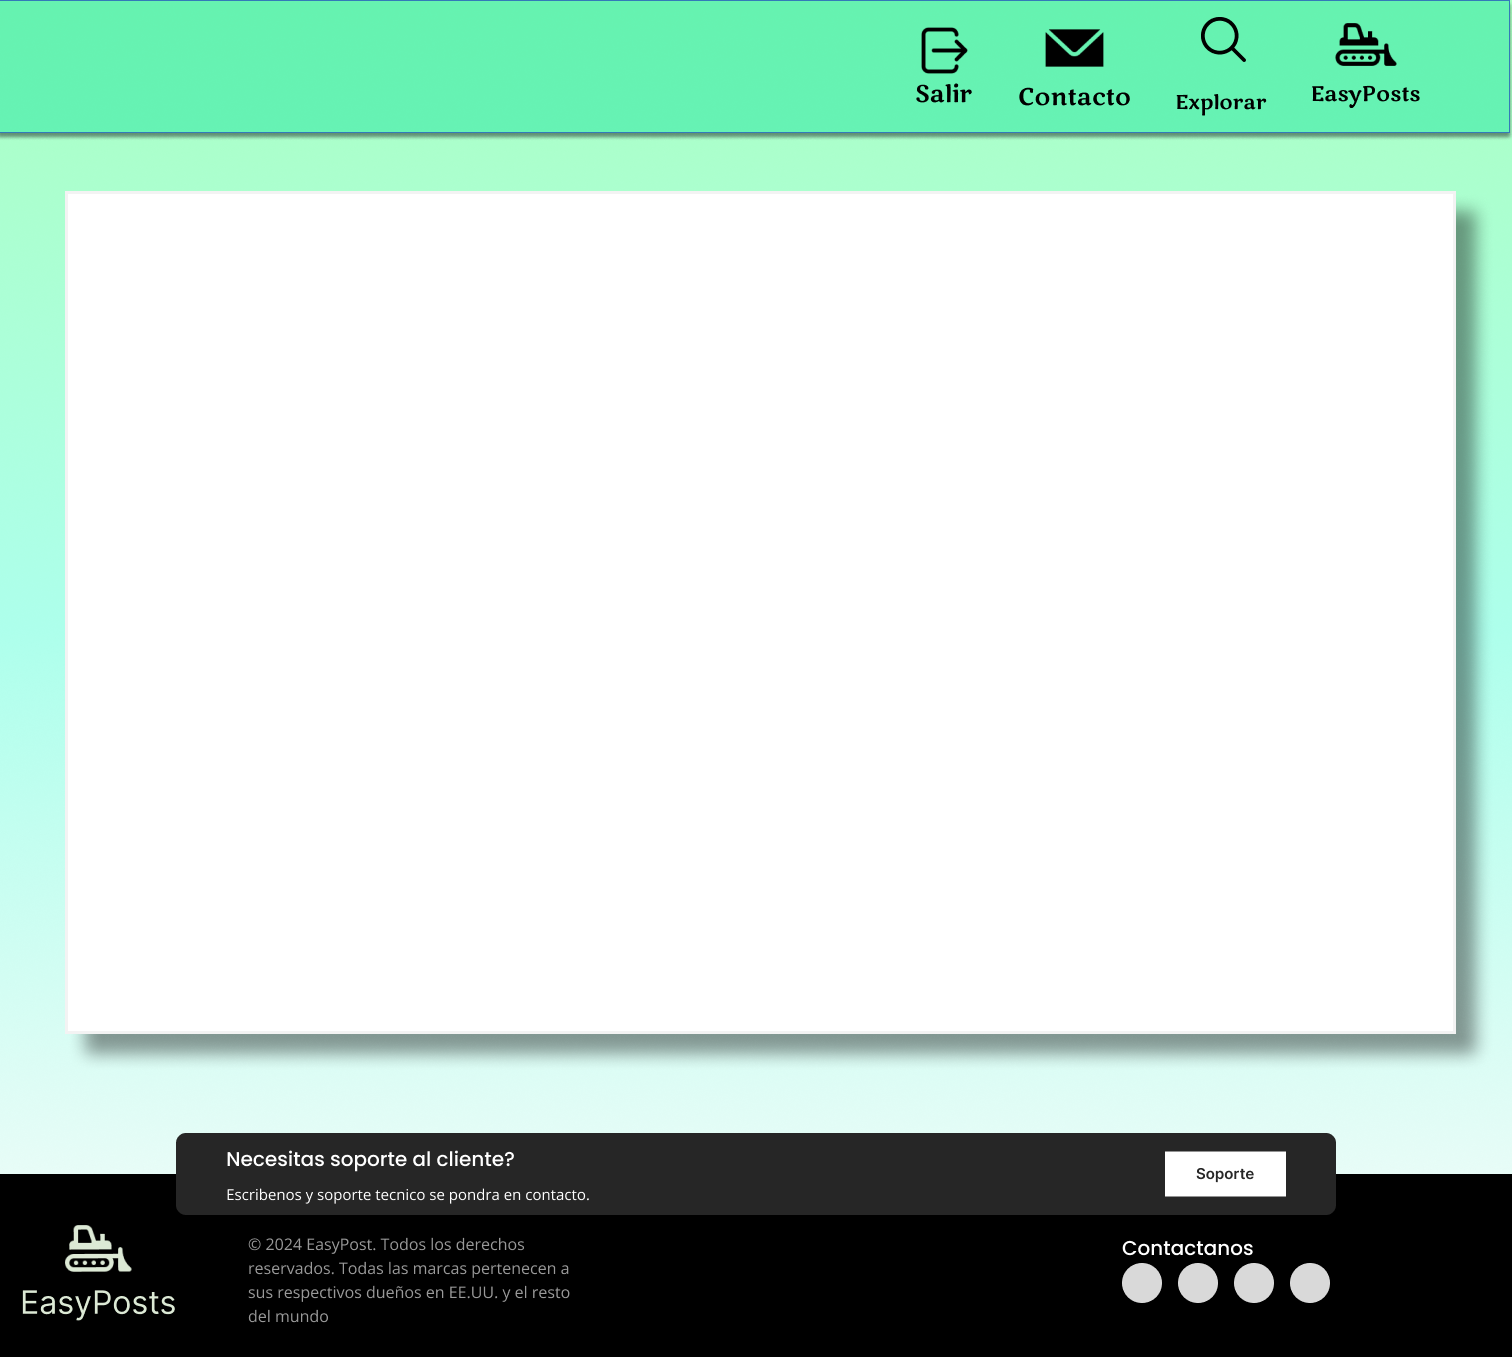 Salir
Contacto
Explorar
EasyPosts
Necesitas soporte al cliente?
Escribenos y soporte tecnico se pondra en contacto.
Soporte
EasyPosts
© 2024 EasyPost. Todos los derechos
reservados. Todas las marcas pertenecen a
sus respectivos dueños en EE.UU. y el resto
del mundo
Contactanos